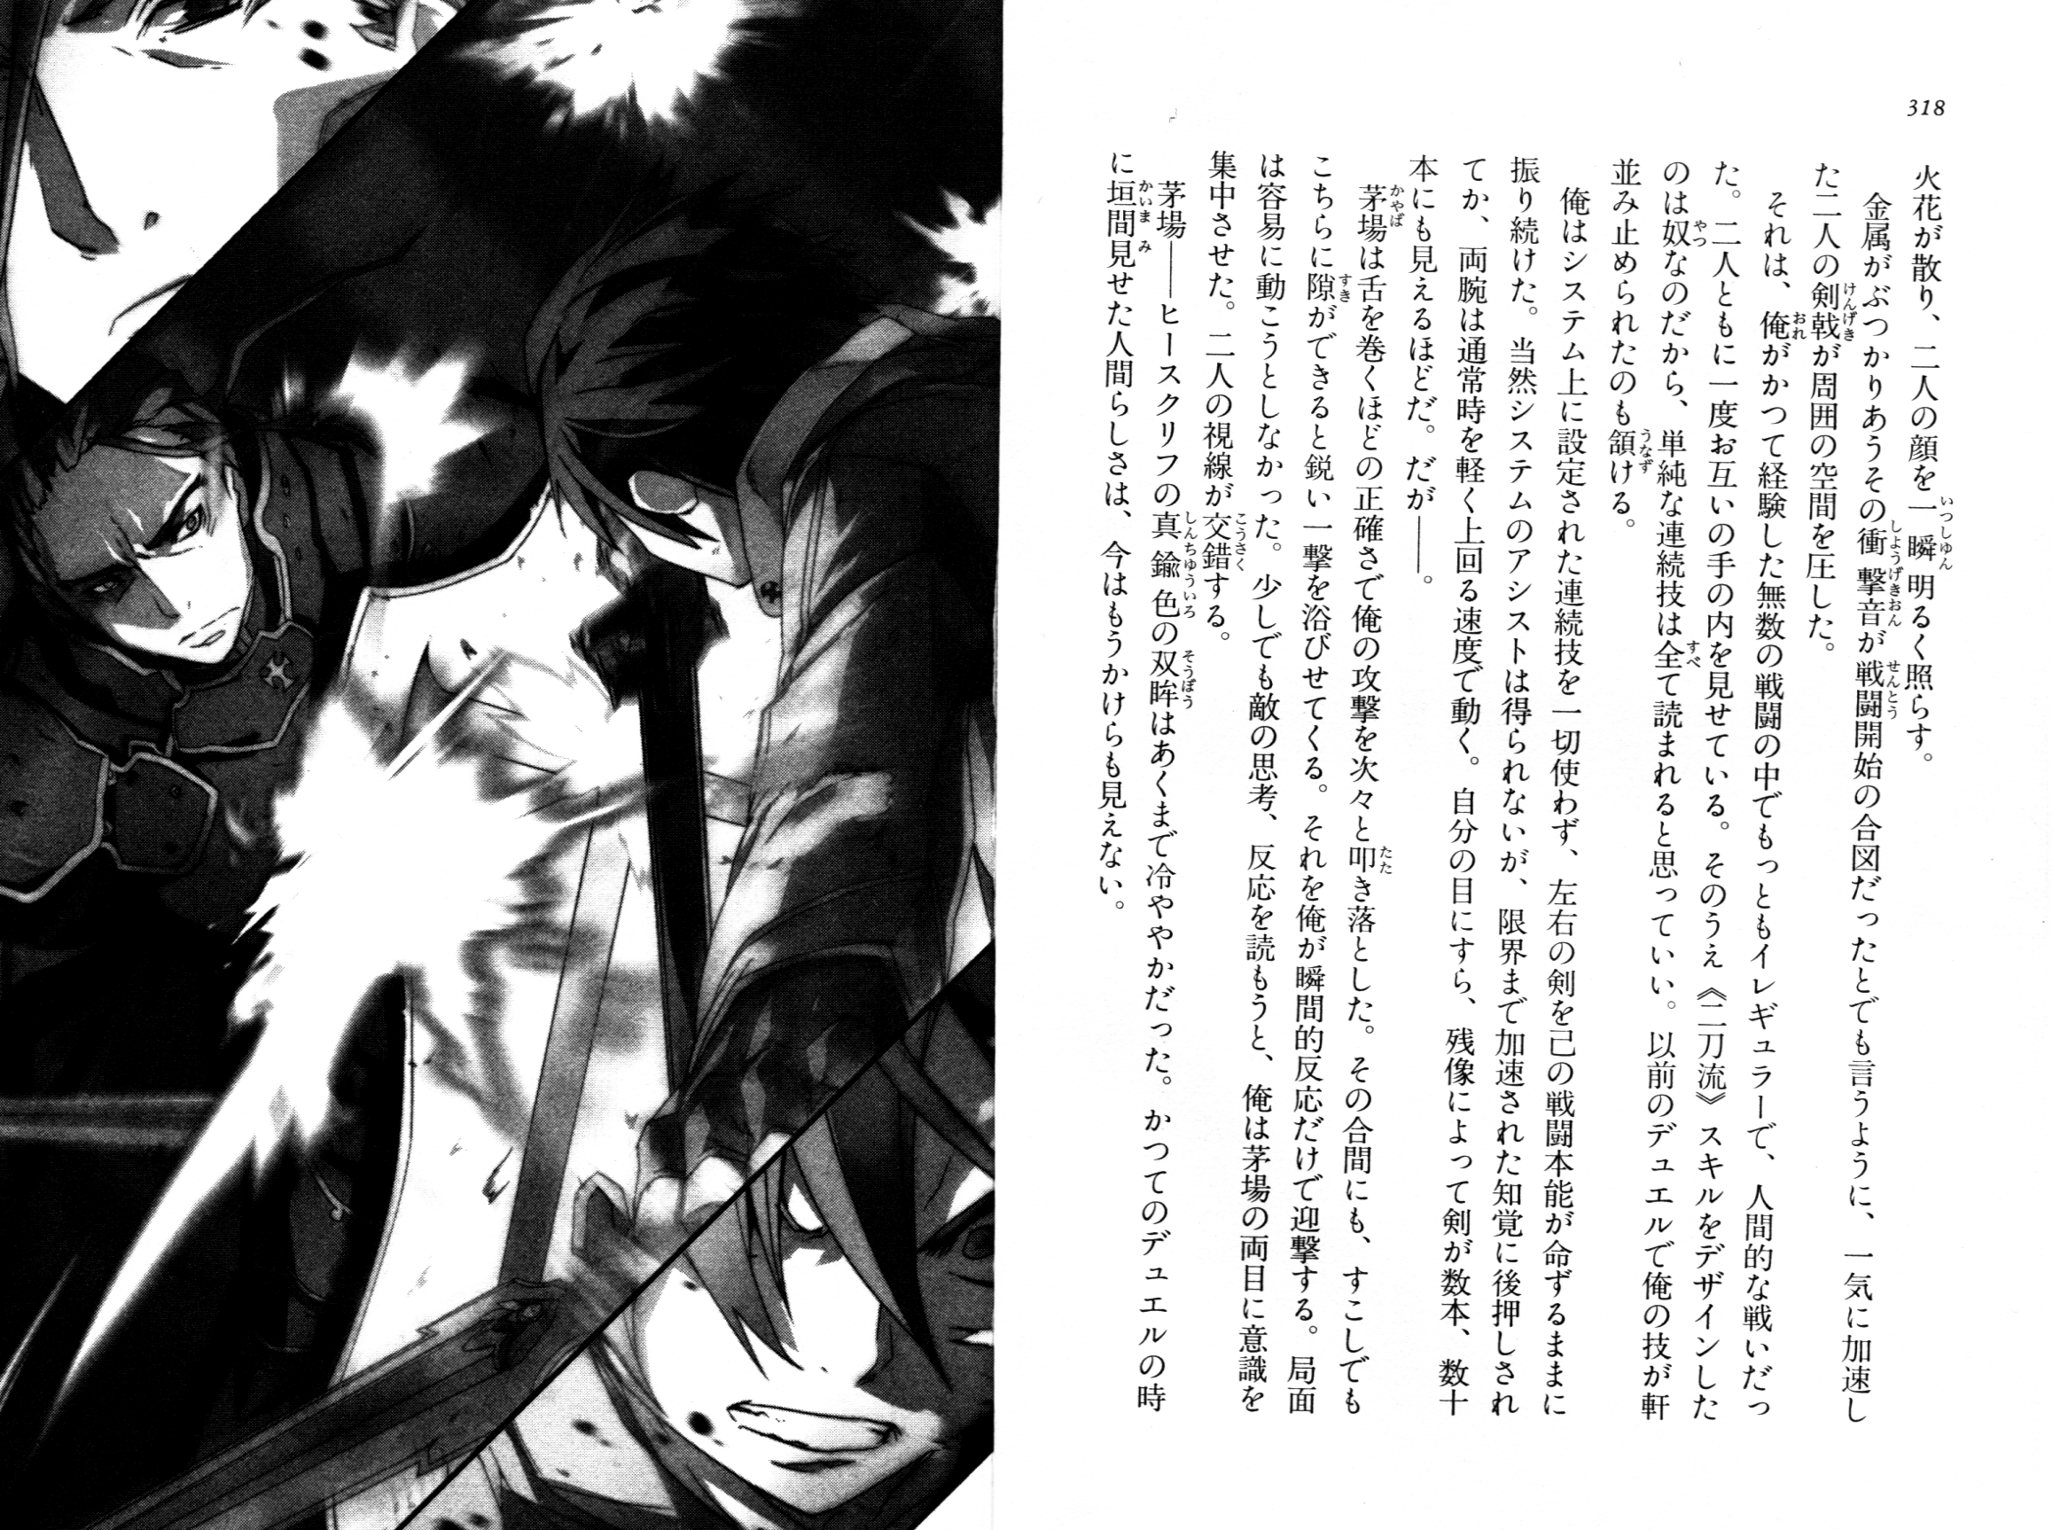 318
火花が散り、二人の顔を一瞬明るく照らす。
金属がぶつかりあうその衝撃音が戦闘開始の合図だったとでも言うように、一気に加速し
た二人の剣戟が周囲の空間を圧した。
それは、俺がかつて経験した無数の戦闘の中でもっともイレギュラーで、人間的な戦いだっ
た。二人ともに一度お互いの手の内を見せている。そのうえ《二刀流》スキルをデザインした
のは奴なのだから、単純な連続技は全て読まれると思っていい。以前のデュエルで俺の技が軒
並み止められたのも頷ける。
俺はシステム上に設定された連続技を一切使わず、左右の剣を己の戦闘本能が命ずるままに
振り続けた。当然システムのアシストは得られないが、限界まで加速された知覚に後押しされ
てか、両腕は通常時を軽く上回る速度で動く。自分の目にすら、残像によって剣が数本、数十
本にも見えるほどだ。だが――。
茅場は舌を巻くほどの正確さで俺の攻撃を次々と叩き落とした。その合間にも、すこしでも
こちらに隙ができると鋭い一撃を浴びせてくる。それを俺が瞬間的反応だけで迎撃する。局面
は容易に動こうとしなかった。少しでも敵の思考、反応を読もうと、俺は茅場の両目に意識を
集中させた。二人の視線が交錯する。
茅場――ヒースクリフの真鍮色の双眸はあくまで冷ややかだった。かつてのデュエルの時
に垣間見せた人間らしさは、今はもうかけらも見えない。